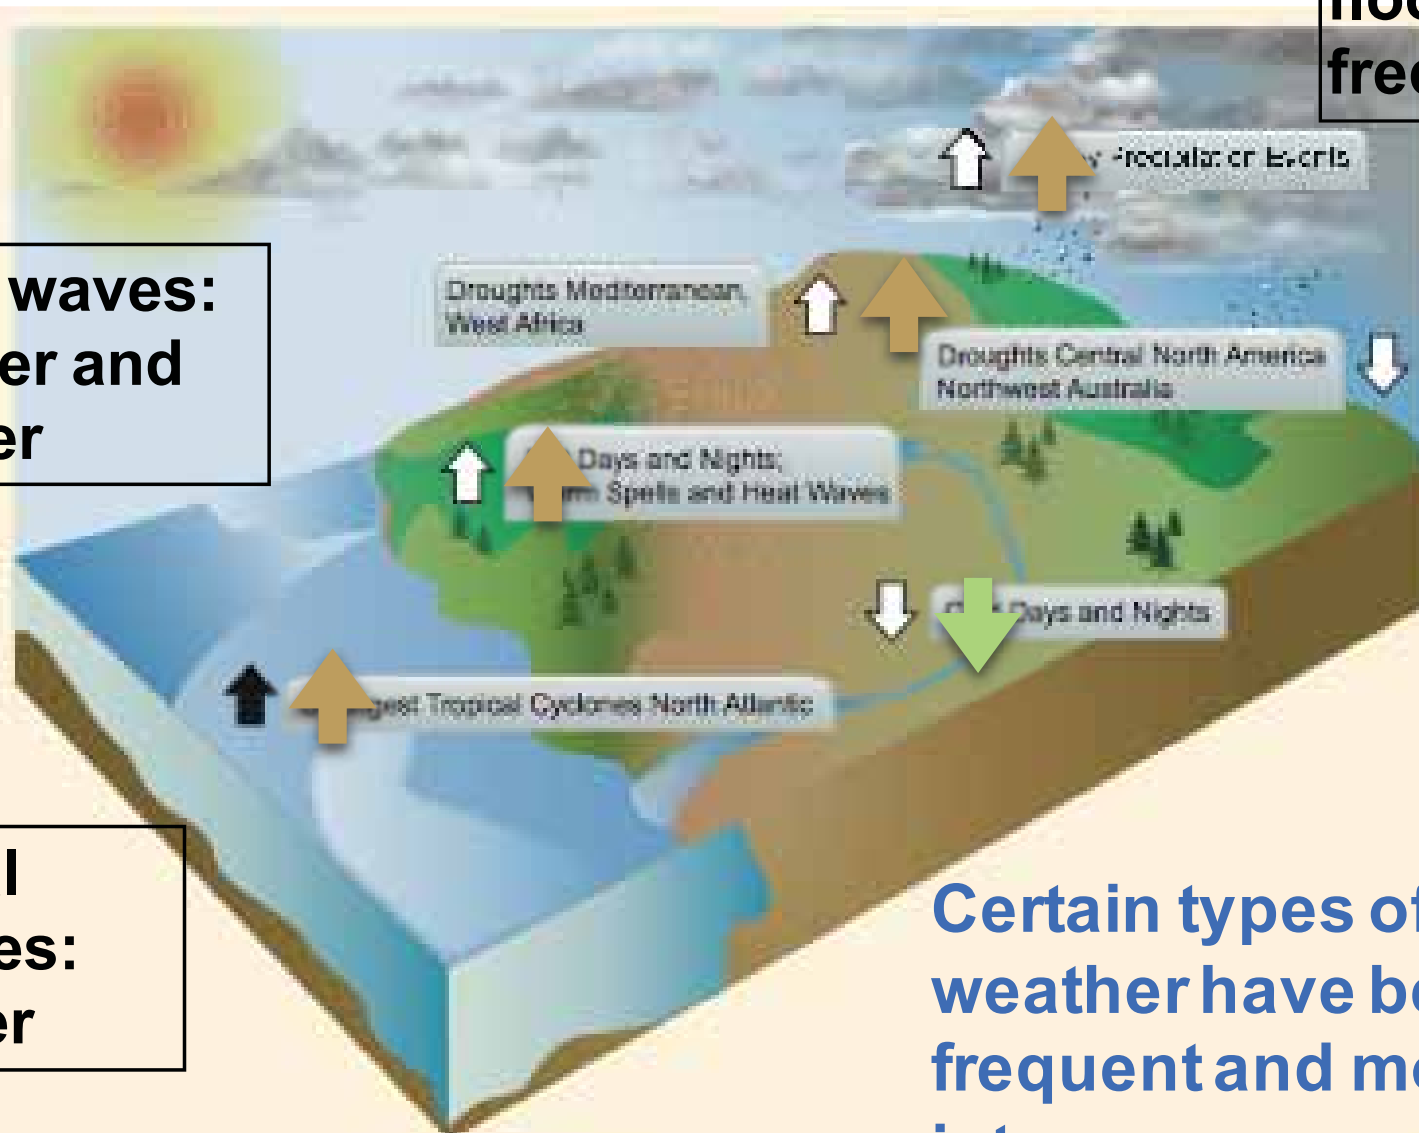 waves:
er and
er
Precipitation Events
Droughts Mediterranean,
West Africa
Droughts Central North America
Northwest Australia
Days and Nights;
Spells and Heat Waves
Days and Nights
gest Tropical Cyclones North Atlantic
l
es:
er
Certain types of
weather have be
frequent and mo